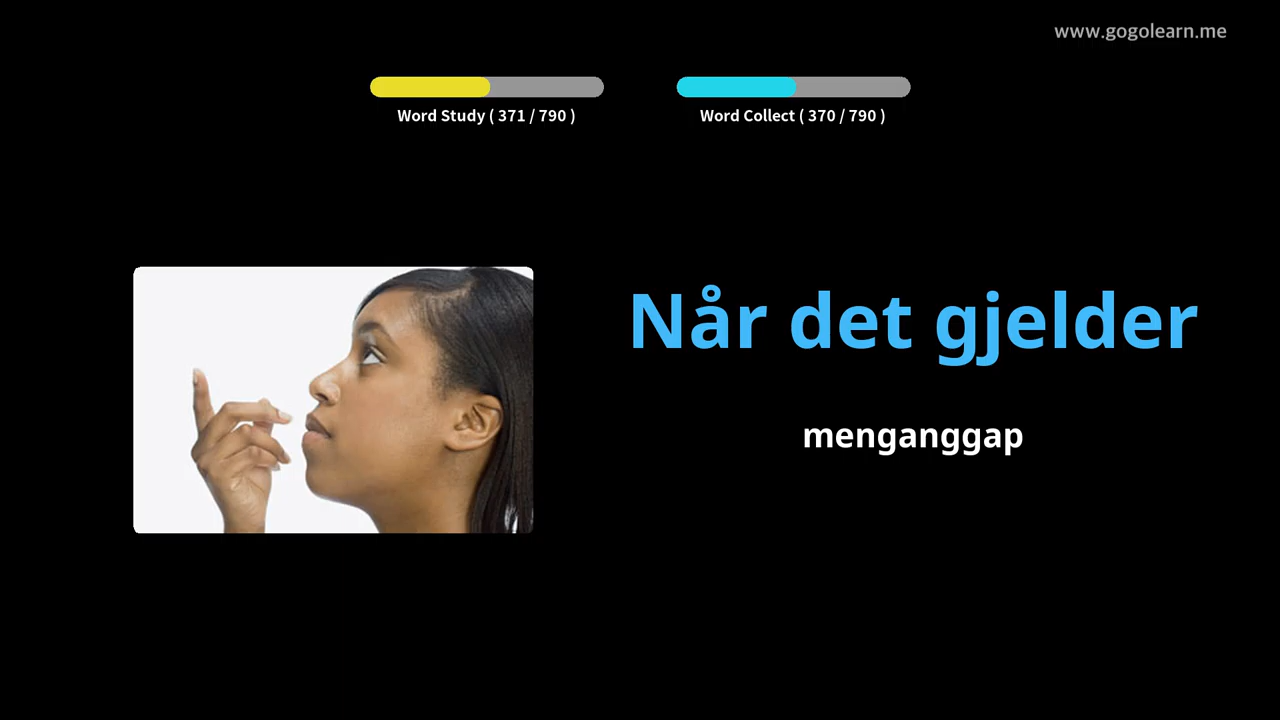 www.gogolearn.me
Word Study ( 371 / 790 )
Word Collect ( 370 / 790 )
Når det gjelder
menganggap